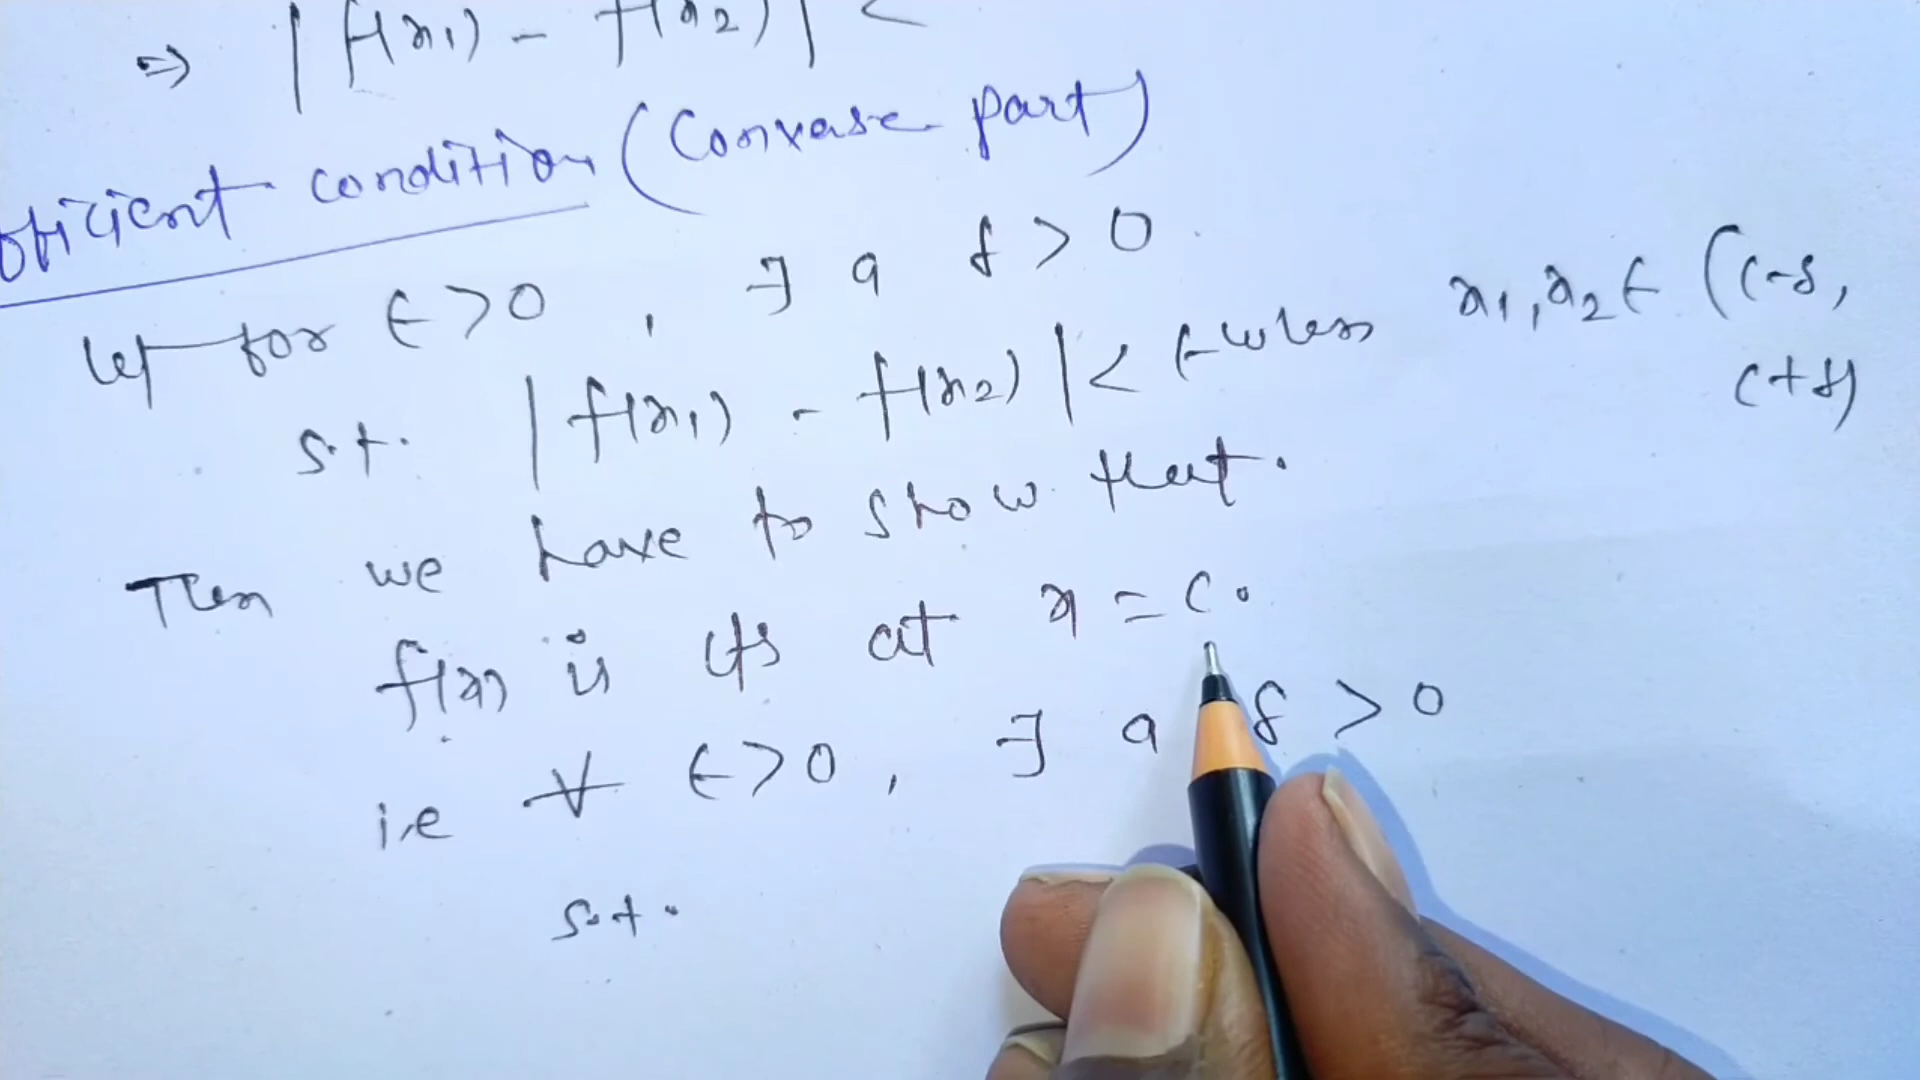 ⇒ | f(x₁) - f(x₂) | <
fficient condition (Converse part)
let for ϵ>0 , ∃ a δ > 0
s.t. | f(x₁) - f(x₂) | < ϵ x₁, x₂ ∈ (c-δ,
c+δ)
Then we have to show that.
f(x) is cts at x = c.
i.e ∀ ϵ>0 , ∃ a δ > 0
s.t.